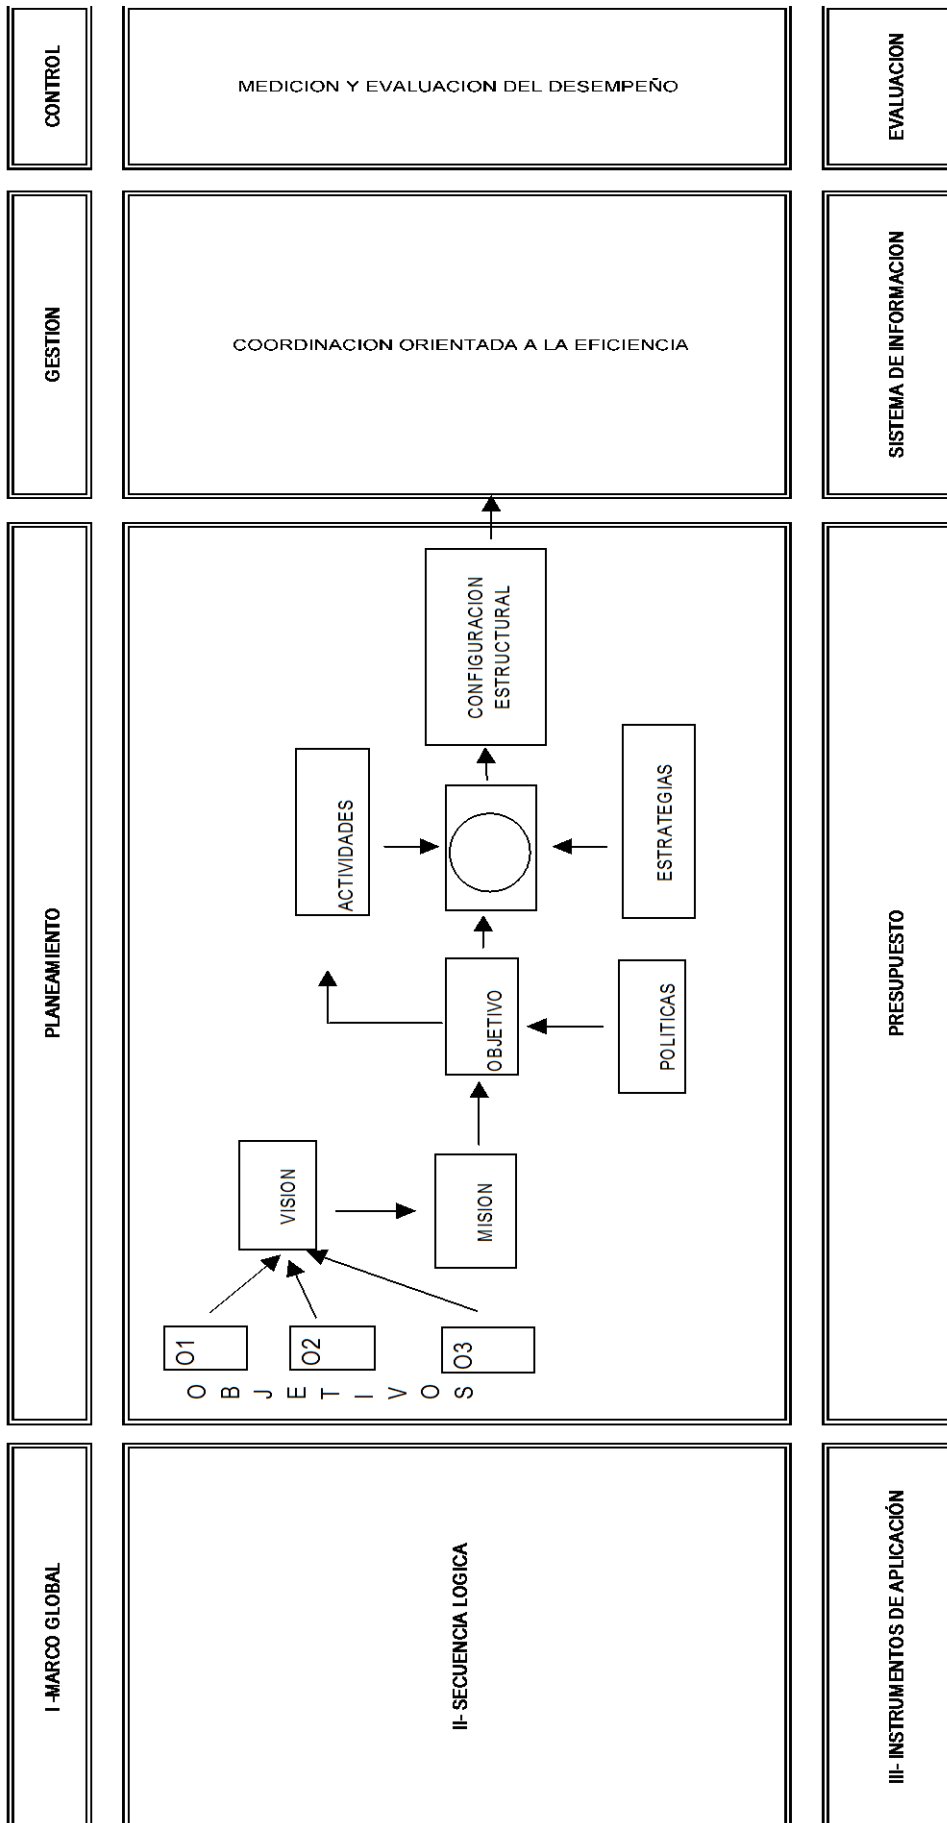 I -MARCO GLOBAL
PLANEAMIENTO
GESTION
CONTROL
II- SECUENCIA LOGICA
O B J E T I V O S
O1
O2
O3
VISION
MISION
OBJETIVO
POLITICAS
ACTIVIDADES
ESTRATEGIAS
CONFIGURACION
ESTRUCTURAL
COORDINACION ORIENTADA A LA EFICIENCIA
MEDICION Y EVALUACION DEL DESEMPEÑO
III- INSTRUMENTOS DE APLICACIÓN
PRESUPUESTO
SISTEMA DE INFORMACION
EVALUACION